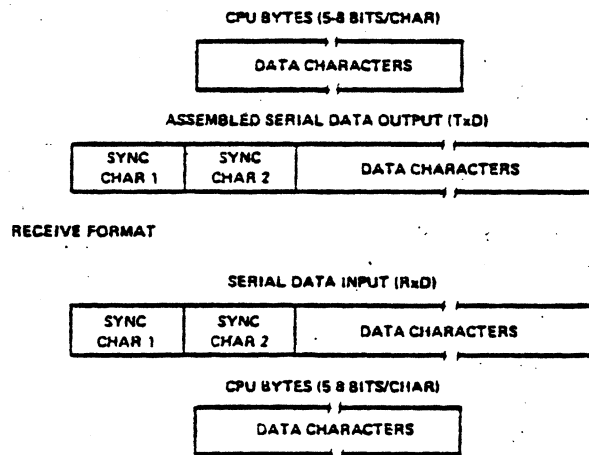 CPU BYTES (5-8 BITS/CHAR)
DATA CHARACTERS
ASSEMBLED SERIAL DATA OUTPUT (TxD)
SYNC CHAR 1
SYNC CHAR 2
DATA CHARACTERS
RECEIVE FORMAT
SERIAL DATA INPUT (RxD)
SYNC CHAR 1
SYNC CHAR 2
DATA CHARACTERS
CPU BYTES (5 8 BITS/CHAR)
DATA CHARACTERS